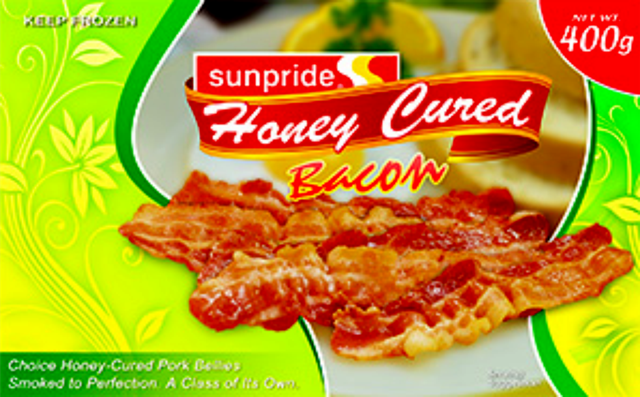 KEEP FROZEN
NET WT.
400g
sunpride
Honey Cured
Bacon
Choice Honey-Cured Pork Bellies
Smoked to Perfection. A Class of Its Own.